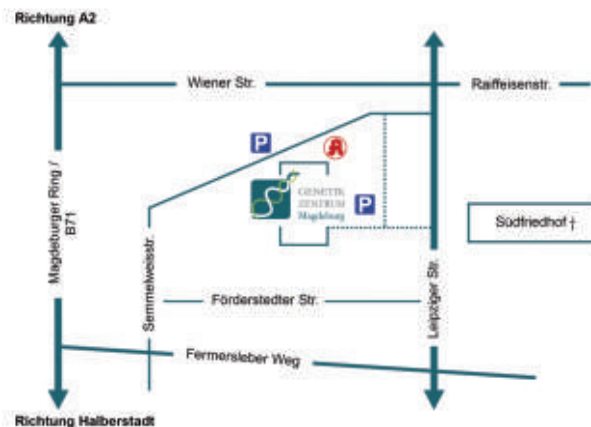 Richtung A2
Wiener Str.
Raiffeisenstr.
P
A
GENETIK
ZENTRUM
Magdeburg
P
Südfriedhof †
Magdeburger Ring /
B71
Semmelweisstr.
Förderstedter Str.
Leipziger Str.
Fermersleber Weg
Richtung Halberstadt